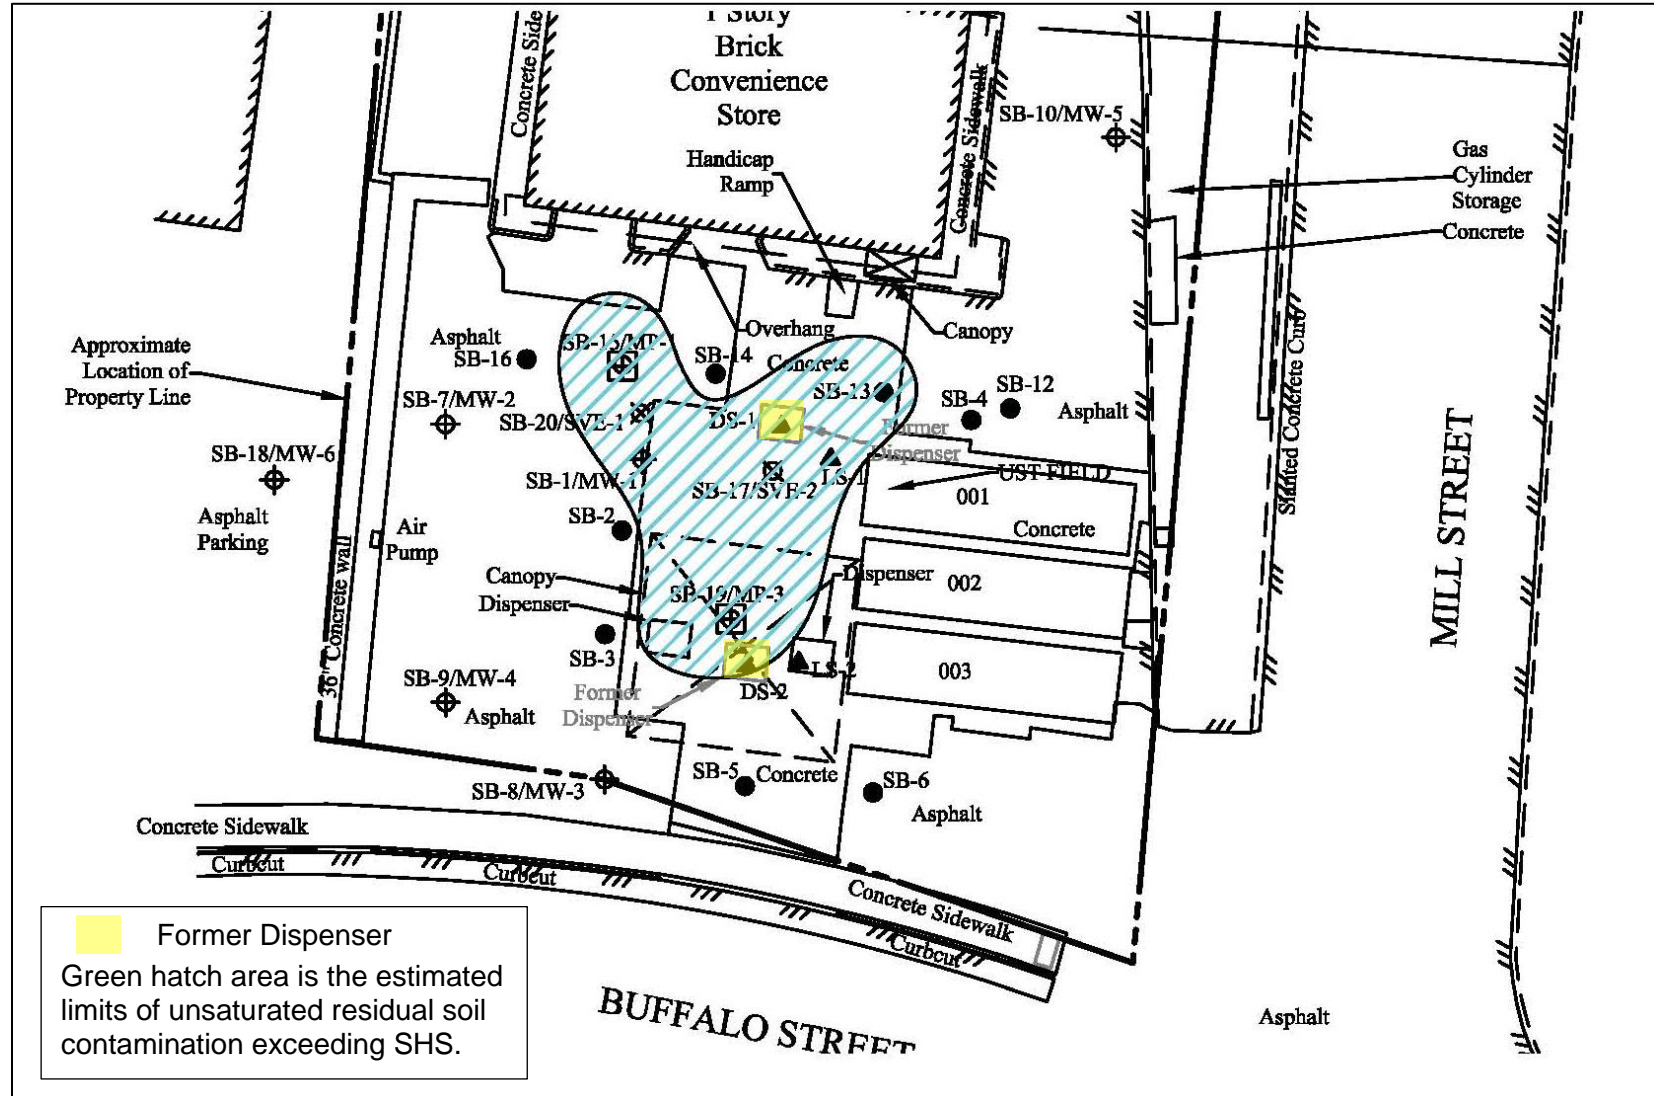 1 Story
Brick
Convenience
Store
Concrete Side
Concrete Sidewalk
SB-10/MW-5
Handicap
Ramp
Gas
Cylinder
Storage
Concrete
Overhang
Canopy
Concrete
Asphalt
SB-16
SB-15/MP-
SB-14
SB-13
SB-4
SB-12
Asphalt
Approximate
Location of
Property Line
SB-7/MW-2
SB-20/SVE-1
DS-1
Former
Dispenser
SB-18/MW-6
SB-1/MW-1
SB-17/SVE-2
LS-1
UST FIELD
001
Concrete
Slanted Concrete Curb
MILL STREET
Asphalt
Parking
Air
Pump
SB-2
Canopy
Dispenser
SB-19/MP-3
Dispenser
002
36" Concrete wall
SB-3
LS-2
003
SB-9/MW-4
Asphalt
Former
Dispenser
DS-2
SB-8/MW-3
SB-5
Concrete
SB-6
Asphalt
Concrete Sidewalk
Curbcut
Curbcut
Concrete Sidewalk
Curbcut
BUFFALO STREET
Asphalt
Former Dispenser
Green hatch area is the estimated
limits of unsaturated residual soil
contamination exceeding SHS.